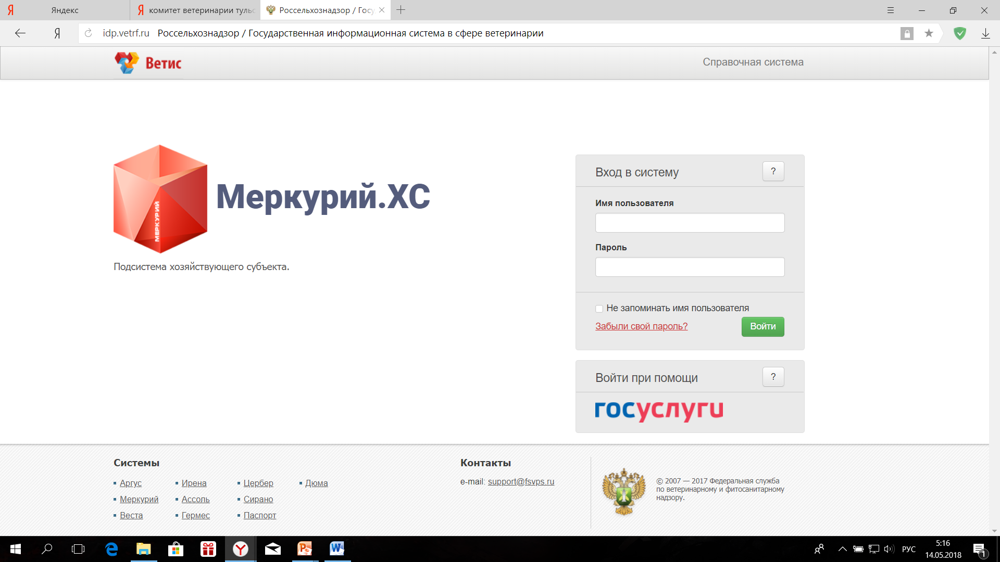 Яндекс
комитет ветеринарии тульс
Россельхознадзор / Госу
idp.vetrf.ru Россельхознадзор / Государственная информационная система в сфере ветеринарии
Ветис
Справочная система
МЕРКУРИЙ
Меркурий.ХС
Подсистема хозяйствующего субъекта.
Вход в систему
?
Имя пользователя
Пароль
Не запоминать имя пользователя
Забыли свой пароль?
Войти
Войти при помощи
?
госуслуги
Системы
Аргус
Ирена
Цербер
Дюма
Меркурий
Ассоль
Сирано
Веста
Гермес
Паспорт
Контакты
e-mail: support@fsvps.ru
© 2007 — 2017 Федеральная служба
по ветеринарному и фитосанитарному
надзору.
РУС
5:16
14.05.2018
1